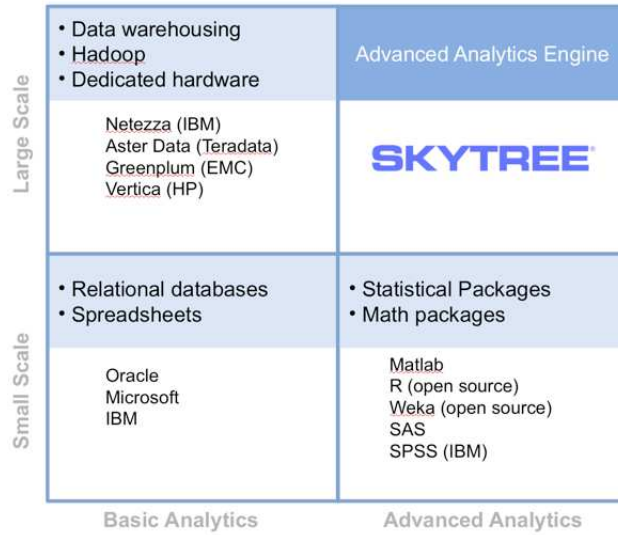 • Data warehousing
• Hadoop
• Dedicated hardware
Netezza (IBM)
Aster Data (Teradata)
Greenplum (EMC)
Vertica (HP)
Advanced Analytics Engine
SKYTREE®
Large Scale
• Relational databases
• Spreadsheets
Oracle
Microsoft
IBM
• Statistical Packages
• Math packages
Matlab
R (open source)
Weka (open source)
SAS
SPSS (IBM)
Small Scale
Basic Analytics
Advanced Analytics